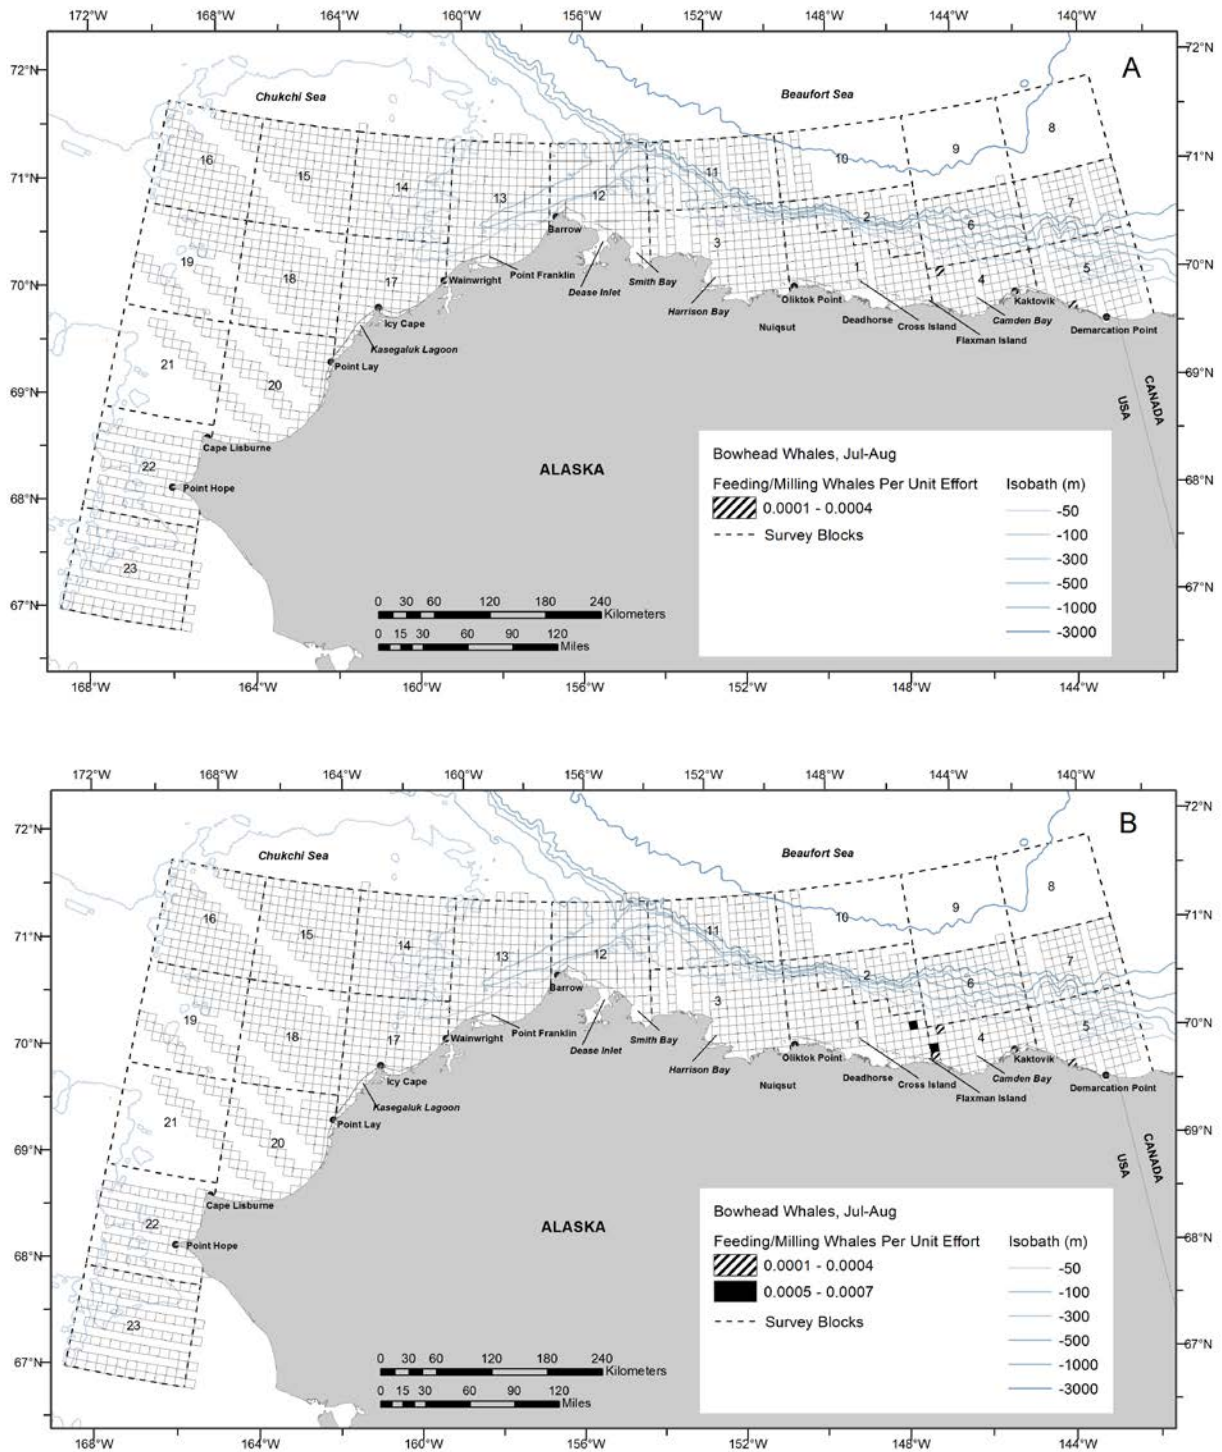 172°W 168°W 164°W 160°W 156°W 152°W 148°W 144°W 140°W
A
72°N 72°N
Chukchi Sea Beaufort Sea
71°N 71°N
70°N 70°N
69°N 69°N
68°N 68°N
67°N 67°N
16 15 14 13 12 11 10 9 8
19 18 17 3 2 1 6 7 4 5
21 20
22
23
Barrow
Wainwright
Point Franklin
Dease Inlet
Smith Bay
Harrison Bay
Oliktok Point
Nuiqsut
Deadhorse
Cross Island
Flaxman Island
Camden Bay
Kaktovik
Demarcation Point
Icy Cape
Kasegaluk Lagoon
Point Lay
Cape Lisburne
Point Hope
ALASKA
USA
CANADA
Bowhead Whales, Jul-Aug
Feeding/Milling Whales Per Unit Effort
0.0001 - 0.0004
Survey Blocks
Isobath (m)
-50
-100
-300
-500
-1000
-3000
0 30 60 120 180 240
Kilometers
0 15 30 60 90 120
Miles
168°W 164°W 160°W 156°W 152°W 148°W 144°W
172°W 168°W 164°W 160°W 156°W 152°W 148°W 144°W 140°W
B
72°N 72°N
Chukchi Sea Beaufort Sea
71°N 71°N
70°N 70°N
69°N 69°N
68°N 68°N
67°N 67°N
16 15 14 13 12 11 10 9 8
19 18 17 3 2 1 6 7 4 5
21 20
22
23
Barrow
Wainwright
Point Franklin
Dease Inlet
Smith Bay
Harrison Bay
Oliktok Point
Nuiqsut
Deadhorse
Cross Island
Flaxman Island
Camden Bay
Kaktovik
Demarcation Point
Icy Cape
Kasegaluk Lagoon
Point Lay
Cape Lisburne
Point Hope
ALASKA
USA
CANADA
Bowhead Whales, Jul-Aug
Feeding/Milling Whales Per Unit Effort
0.0001 - 0.0004
0.0005 - 0.0007
Survey Blocks
Isobath (m)
-50
-100
-300
-500
-1000
-3000
0 30 60 120 180 240
Kilometers
0 15 30 60 90 120
Miles
168°W 164°W 160°W 156°W 152°W 148°W 144°W